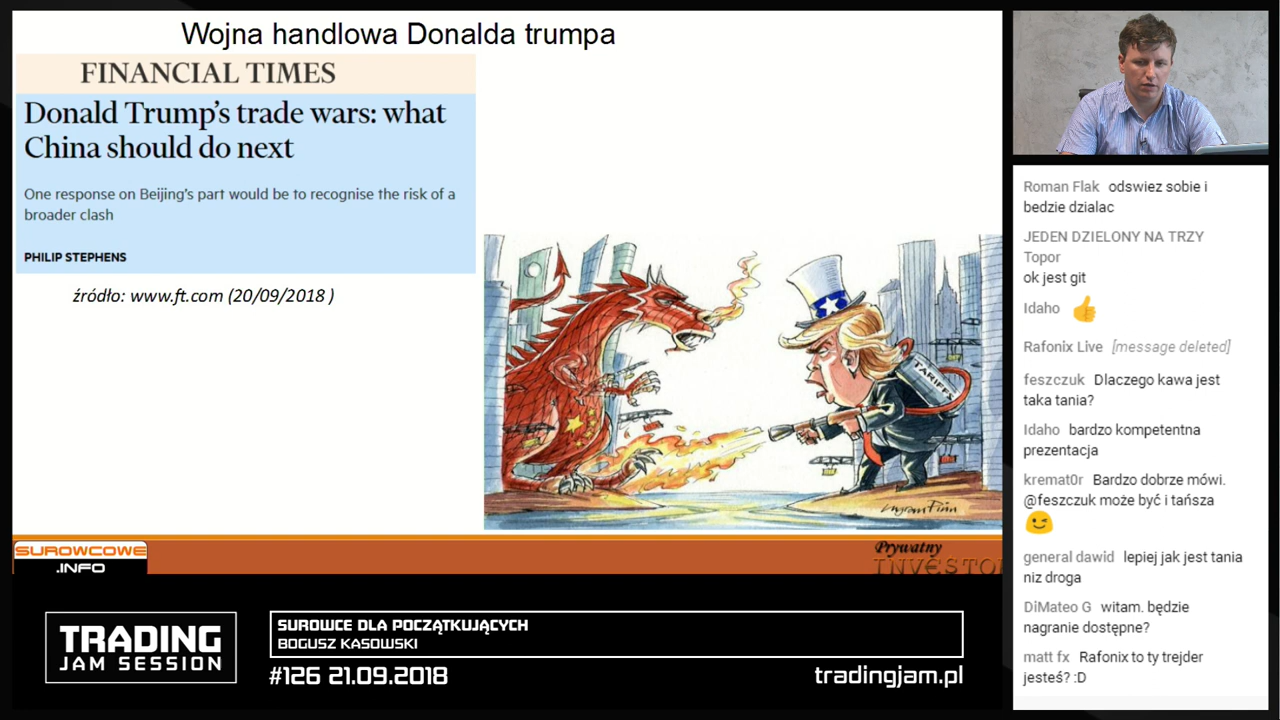 Wojna handlowa Donalda trumpa
FINANCIAL TIMES
Donald Trump's trade wars: what
China should do next
One response on Beijing's part would be to recognise the risk of a
broader clash
PHILIP STEPHENS
źródło: www.ft.com (20/09/2018 )
TARIFFS
Ingram Pinn
SUROWCOWE
.INFO
Prywatny
INVESTO
TRADING
JAM SESSION
SUROWCE DLA POCZĄTKUJĄCYCH
BOGUSZ KASOWSKI
#126 21.09.2018
tradingjam.pl
Roman Flak odswiez sobie i
bedzie dzialac
JEDEN DZIELONY NA TRZY
Topor
ok jest git
Idaho 👍
Rafonix Live [message deleted]
feszczuk Dlaczego kawa jest
taka tania?
Idaho bardzo kompetentna
prezentacja
kremat0r Bardzo dobrze mówi.
@feszczuk może być i tańsza
😉
general dawid lepiej jak jest tania
niz droga
DiMateo G witam. będzie
nagranie dostępne?
matt fx Rafonix to ty trejder
jesteś? :D